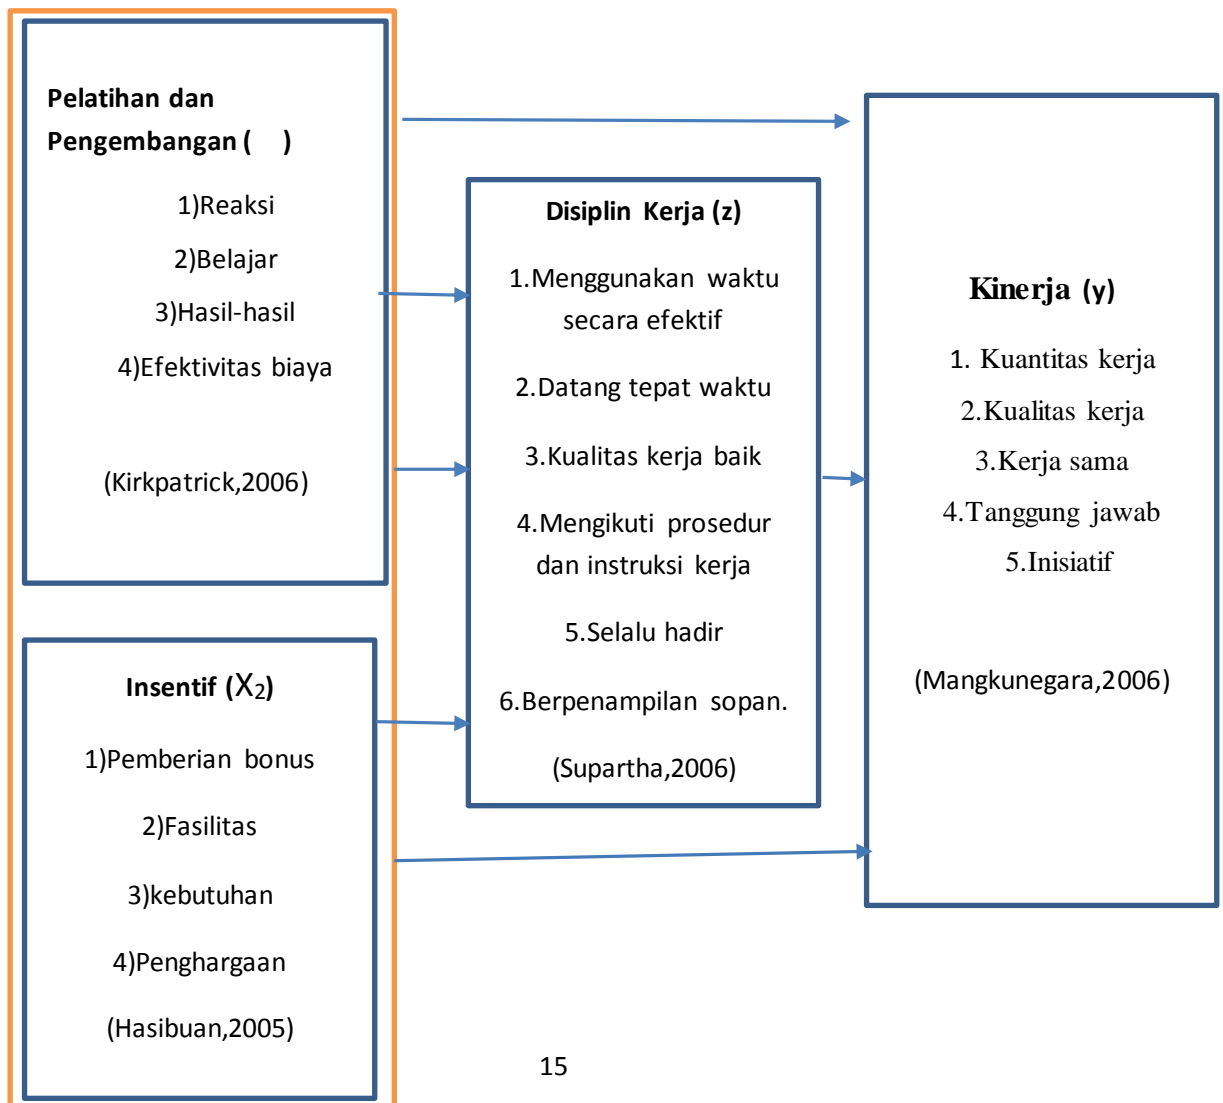 Pelatihan dan
Pengembangan ( )
1)Reaksi
2)Belajar
3)Hasil-hasil
4)Efektivitas biaya
(Kirkpatrick,2006)
Insentif (X₂)
1)Pemberian bonus
2)Fasilitas
3)kebutuhan
4)Penghargaan
(Hasibuan,2005)
Disiplin Kerja (z)
1.Menggunakan waktu
secara efektif
2.Datang tepat waktu
3.Kualitas kerja baik
4.Mengikuti prosedur
dan instruksi kerja
5.Selalu hadir
6.Berpenampilan sopan.
(Supartha,2006)
Kinerja (y)
1. Kuantitas kerja
2.Kualitas kerja
3.Kerja sama
4.Tanggung jawab
5.Inisiatif
(Mangkunegara,2006)
15